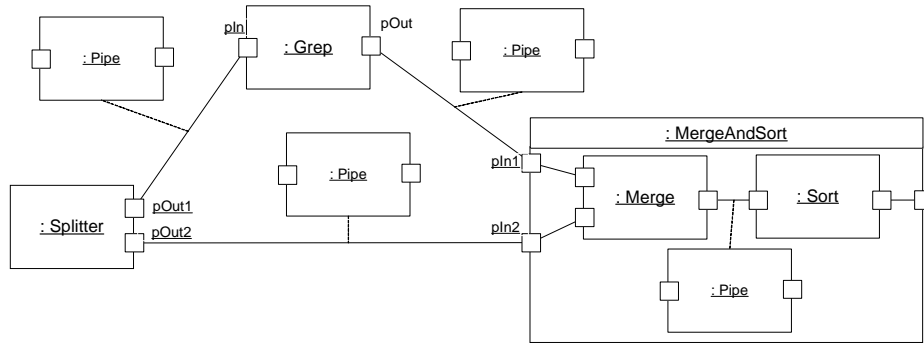 pIn
pOut
: Grep
: Pipe
: Pipe
: MergeAndSort
pIn1
: Pipe
: Merge
: Sort
pOut1
: Splitter
pOut2
pIn2
: Pipe